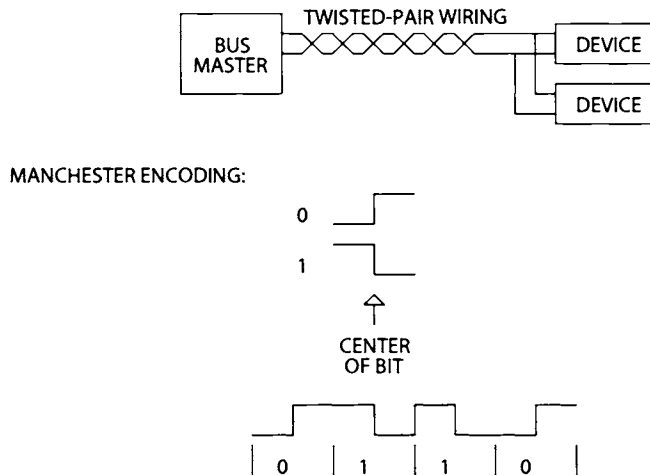 TWISTED-PAIR WIRING
BUS
MASTER
DEVICE
DEVICE
MANCHESTER ENCODING:
0
1
CENTER
OF BIT
0 1 1 0